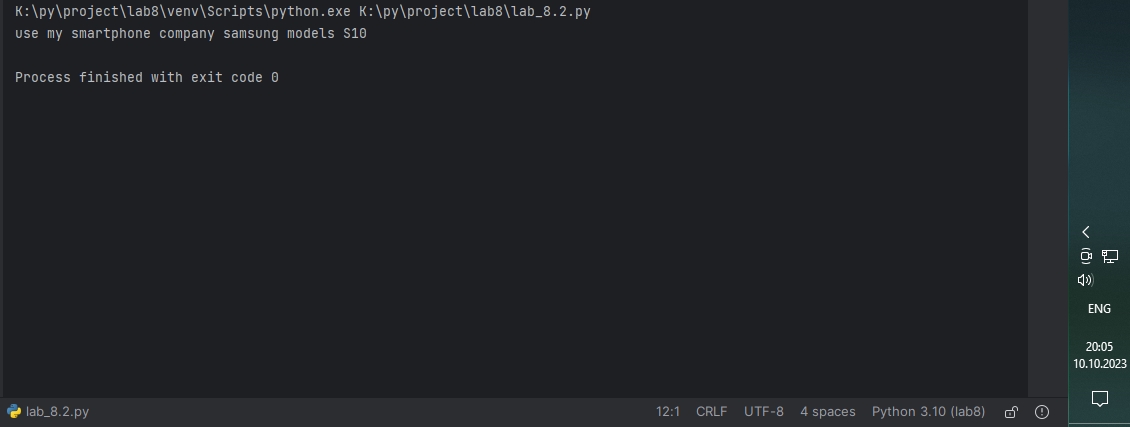 K:\py\project\lab8\venv\Scripts\python.exe K:\py\project\lab8\lab_8.2.py
use my smartphone company samsung models S10
Process finished with exit code 0
ENG
20:05
10.10.2023
lab_8.2.py 12:1 CRLF UTF-8 4 spaces Python 3.10 (lab8)